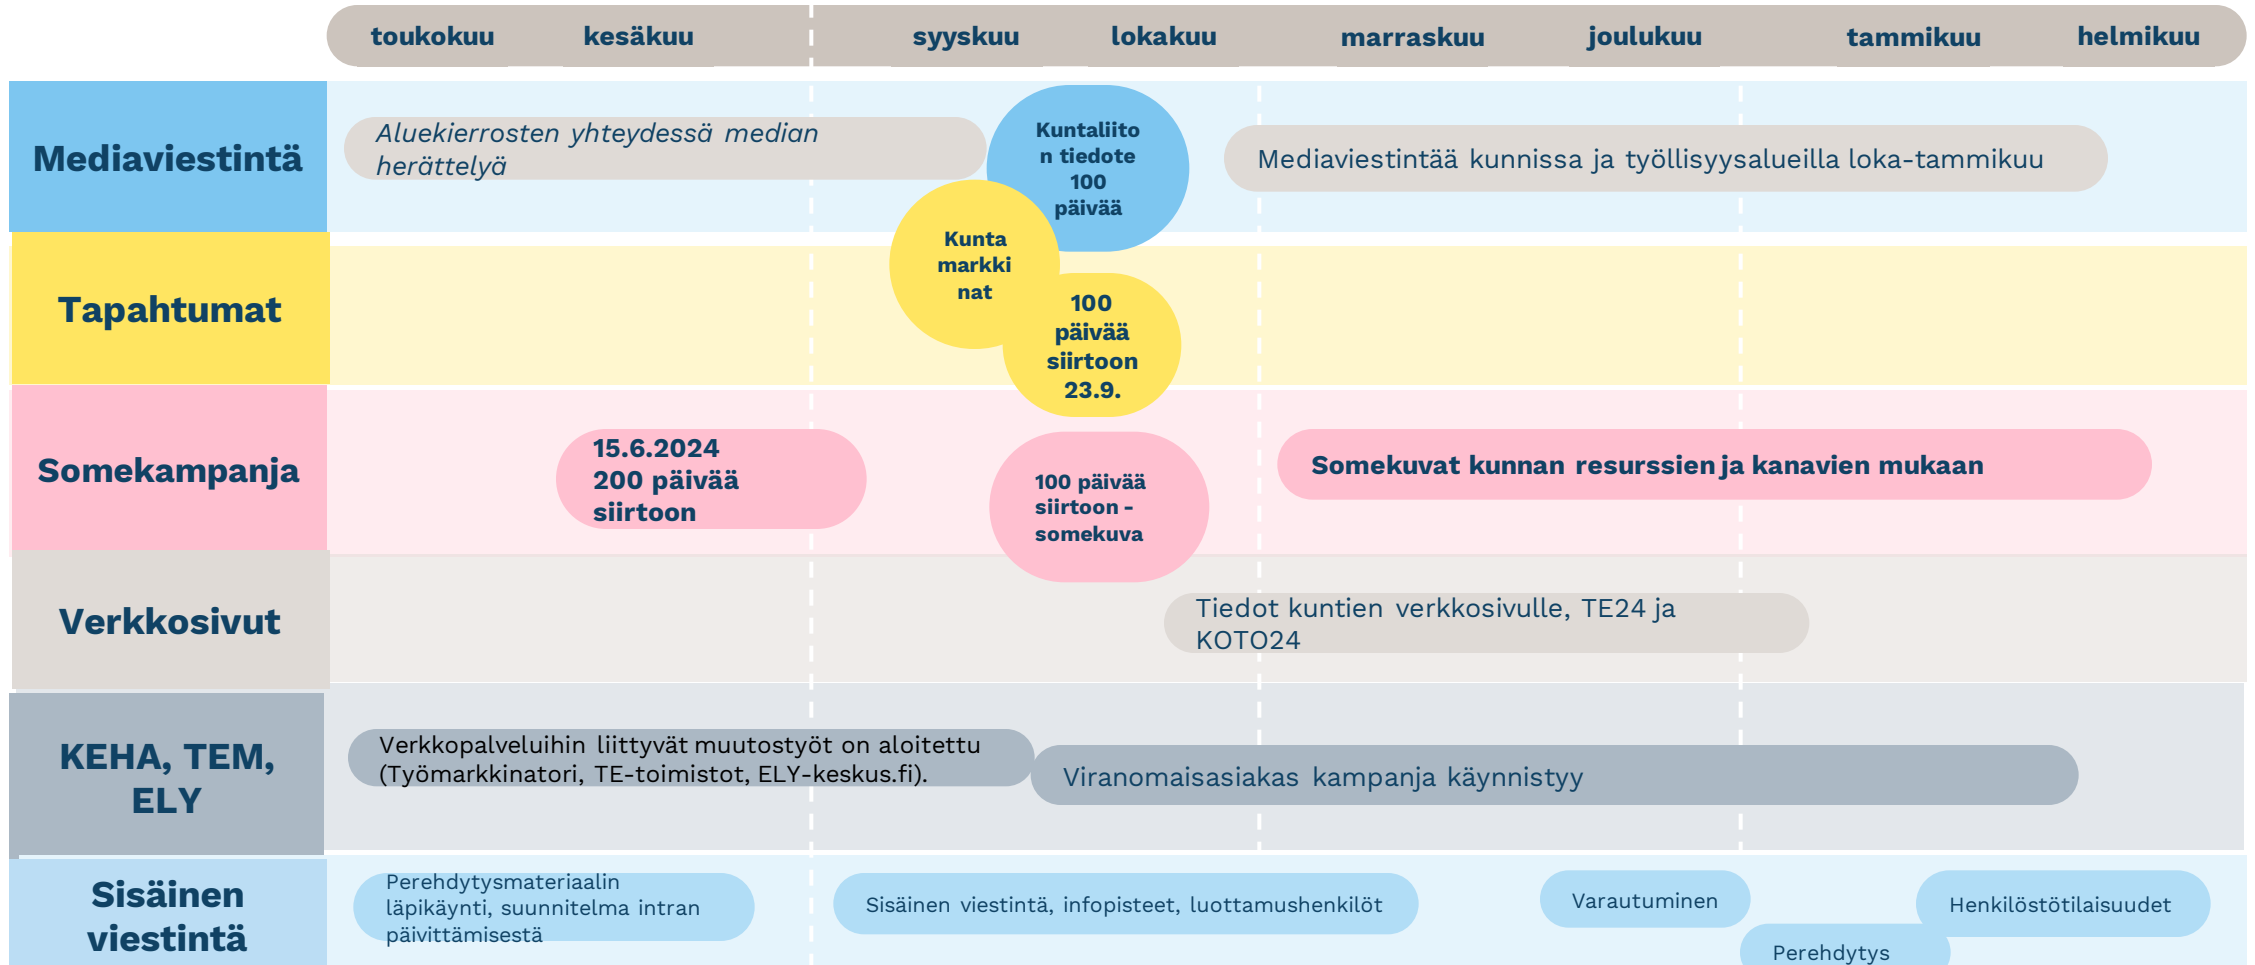 toukokuu kesäkuu syyskuu lokakuu marraskuu joulukuu tammikuu helmikuu
Mediaviestintä
Aluekierrosten yhteydessä median
herättelyä
Kuntaliito
n tiedote
100
päivää
Mediaviestintää kunnissa ja työllisyysalueilla loka-tammikuu
Tapahtumat
Kunta
markki
nat
100
päivää
siirtoon
23.9.
Somekampanja
15.6.2024
200 päivää
siirtoon
100 päivää
siirtoon -
somekuva
Somekuvat kunnan resurssien ja kanavien mukaan
Verkkosivut
Tiedot kuntien verkkosivulle, TE24 ja
KOTO24
KEHA, TEM,
ELY
Verkkopalveluihin liittyvät muutostyöt on aloitettu
(Työmarkkinatori, TE-toimistot, ELY-keskus.fi).
Viranomaisasiakas kampanja käynnistyy
Sisäinen
viestintä
Perehdytysmateriaalin
läpikäynti, suunnitelma intran
päivittämisestä
Sisäinen viestintä, infopisteet, luottamushenkilöt
Varautuminen
Perehdytys
Henkilöstötilaisuudet